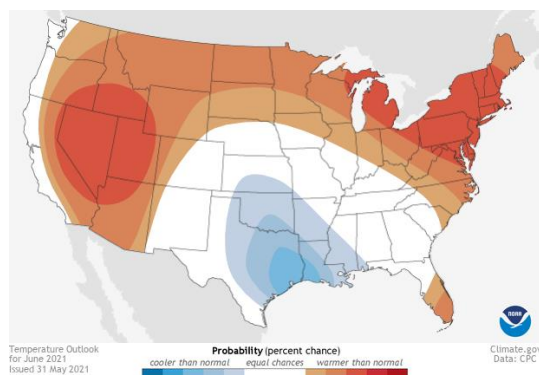 NOAA
Temperature Outlook
for June 2021
Issued 31 May 2021
Probability (percent chance)
cooler than normal equal chances warmer than normal
Climate.gov
Data: CPC